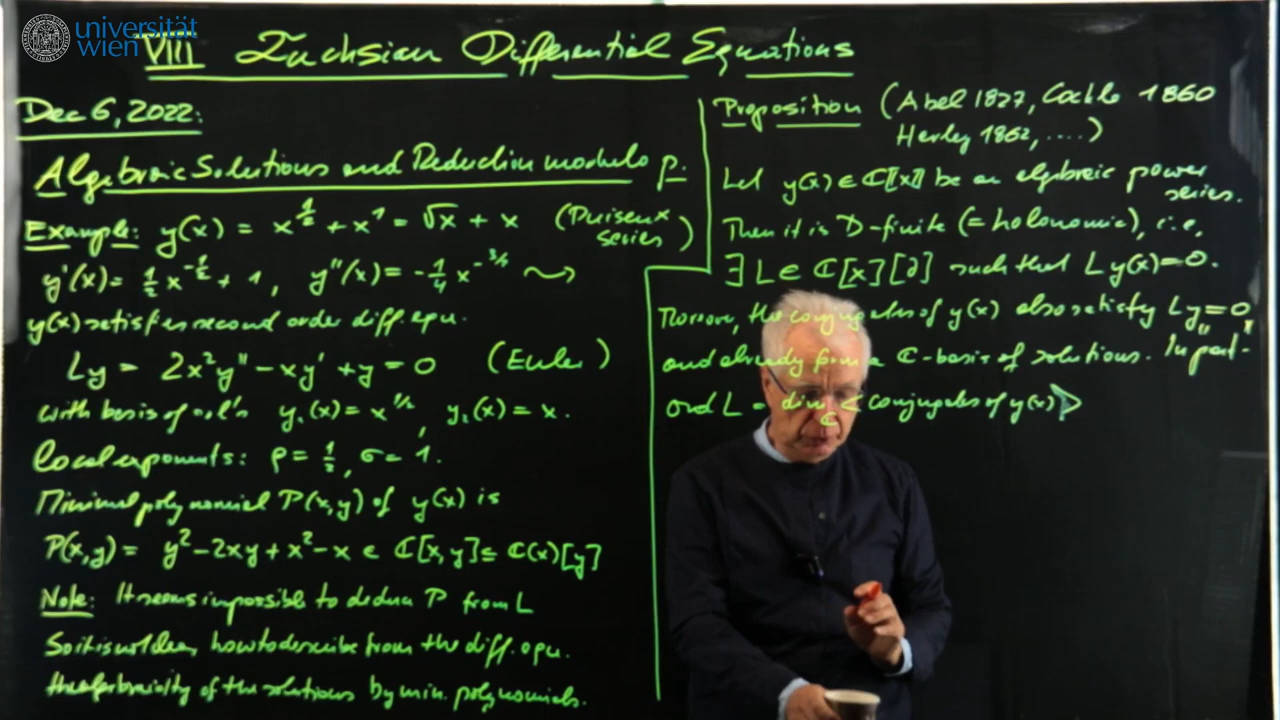 universität
wien
VIII Fuchsian Differential Equations
Dec 6, 2022:
Algebraic Solutions and Reduction modulo p.
Example: y(x) = x^{1/2} + x^1 = √x + x (Puiseux series)
y'(x) = 1/2 x^{-1/2} + 1, y''(x) = -1/4 x^{-3/2} ⤳
y(x) satisfies second order diff. equ.
Ly = 2x²y'' - xy' + y = 0 (Euler)
with basis of sol's y₁(x) = x^{1/2}, y₂(x) = x.
Local exponents: ρ = 1/2, σ = 1.
Minimal polynomial P(x,y) of y(x) is
P(x,y) = y² - 2xy + x² - x ∈ ℂ[x,y] ⊆ ℂ(x)[y]
Note: It seems impossible to deduce P from L
So it is not clear, how to describe from the diff. equ.
the algebraicity of the solutions by min. polynomials.
Proposition (Abel 1827, Cockle 1860
Harley 1862, ....)
Let y(x) ∈ ℂ[[x]] be an algebraic power series.
Then it is D-finite (= holonomic), i.e.
∃ L ∈ ℂ[x][∂] such that L y(x) = 0.
Moreover, the conjugates of y(x) also satisfy Ly = 0,
and already form a ℂ-basis of solutions. In part.
ord L = dim_ℂ < conjugates of y(x) >